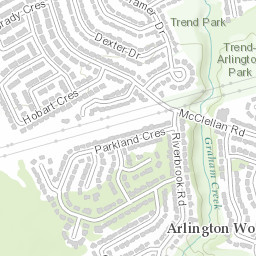 Trend Park
Dexter Dr
Trend-
Arlington
Park
Hobart Cres
McClellan Rd
Parkland Cres
Riverbrook Rd
Graham Creek
Arlington Wo